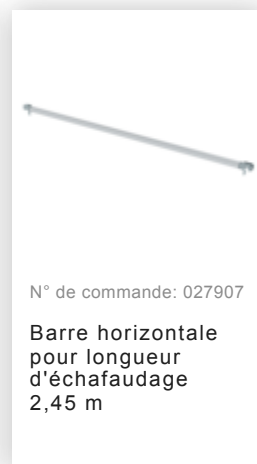 N° de commande: 027907
Barre horizontale
pour longueur
d'échafaudage
2,45 m